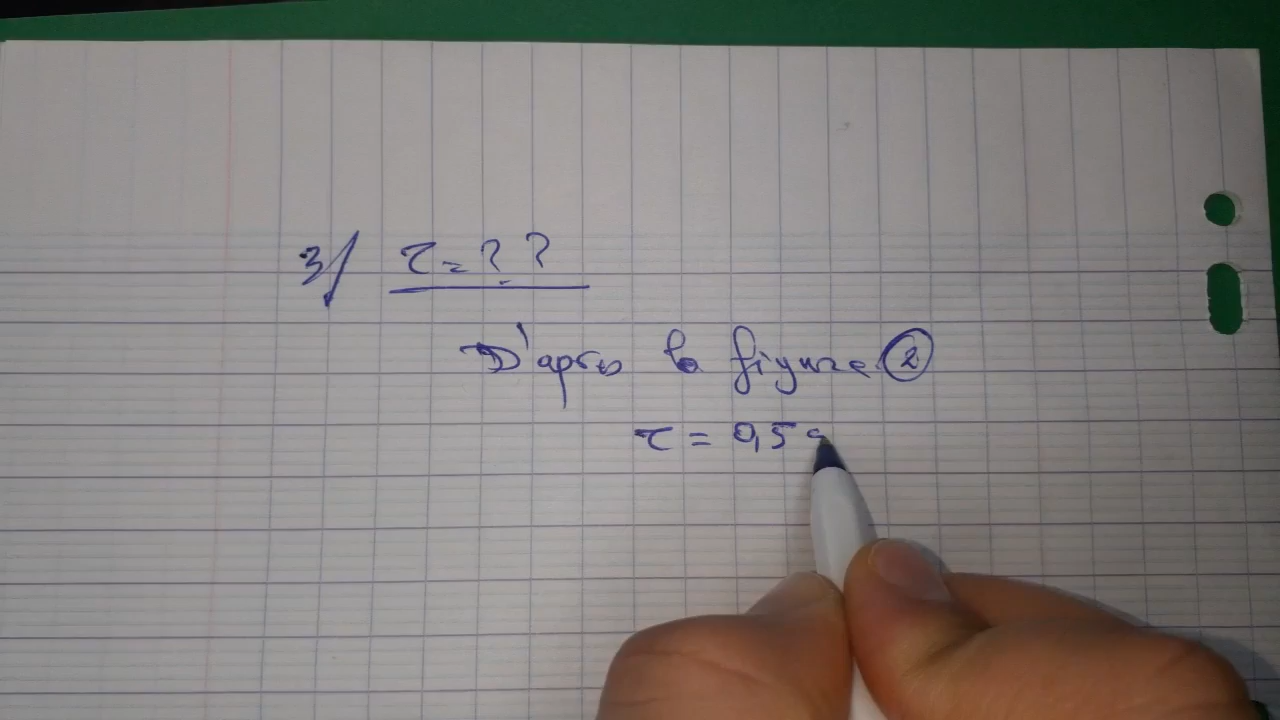 3/ τ = ? ?
D'après la figure ②
τ = 0,5 s